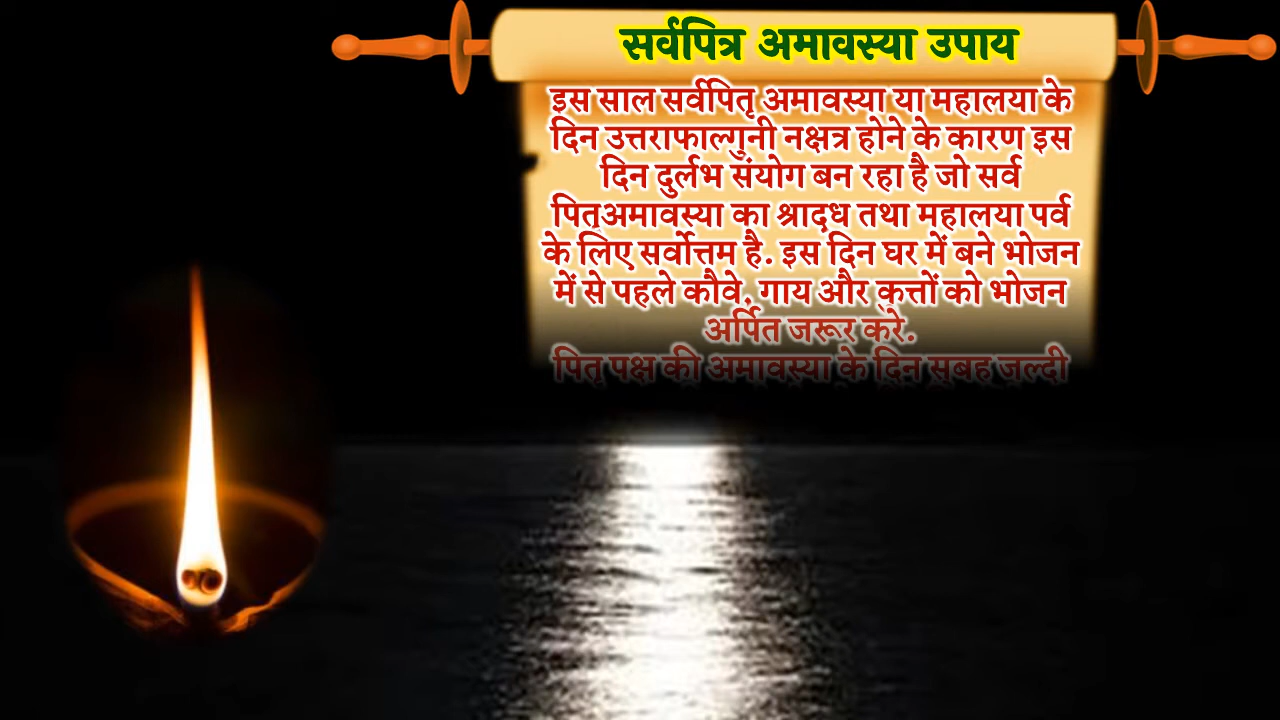 सर्वपित्र अमावस्या उपाय
इस साल सर्वपितृ अमावस्या या महालया के
दिन उत्तराफाल्गुनी नक्षत्र होने के कारण इस
दिन दुर्लभ संयोग बन रहा है जो सर्व
पितृअमावस्या का श्रादृध तथा महालया पर्व
के लिए सर्वोत्तम है. इस दिन घर में बने भोजन
में से पहले कौवे, गाय और कुत्तों को भोजन
अर्पित जरूर करे.
पितृ पक्ष की अमावस्या के दिन सुबह जल्दी